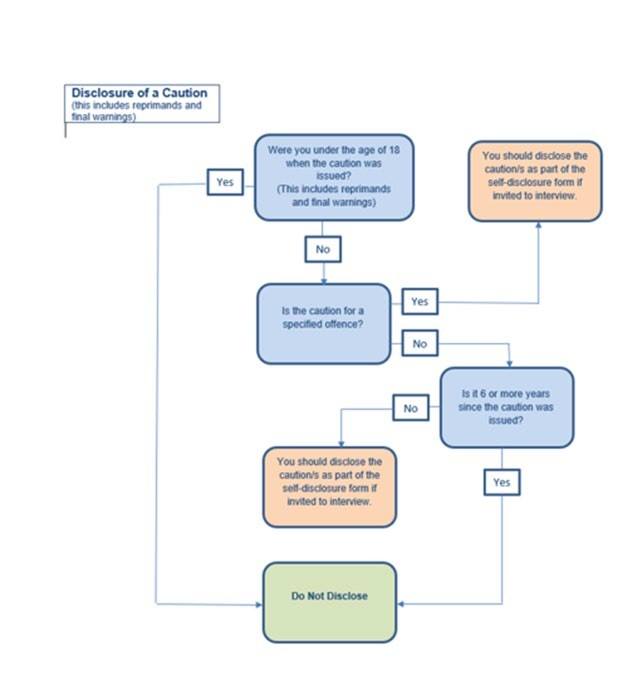 Disclosure of a Caution
(this includes reprimands and
final warnings)
Were you under the age of 18
when the caution was
issued?
(This includes reprimands
and final warnings)
You should disclose the
caution/s as part of the
self-disclosure form if
invited to interview.
Yes
No
Is the caution for a
specified offence?
Yes
No
Is it 6 or more years
since the caution was
issued?
No
You should disclose the
caution/s as part of the
self-disclosure form if
invited to interview.
Yes
Do Not Disclose